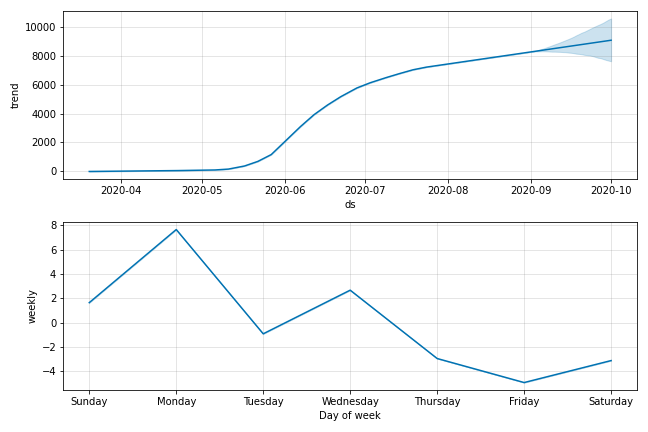 10000
8000
6000
4000
2000
0
trend
2020-04 2020-05 2020-06 2020-07 2020-08 2020-09 2020-10
ds
8
6
4
2
0
−2
−4
weekly
Sunday Monday Tuesday Wednesday Thursday Friday Saturday
Day of week